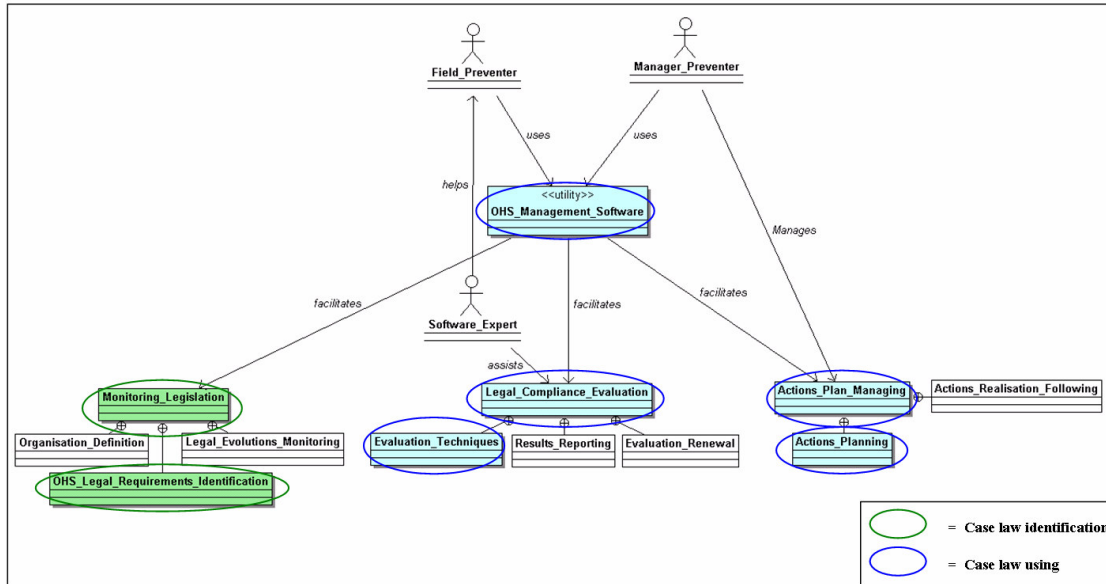 Field_Preventer
Manager_Preventer
uses
uses
helps
<<utility>>
OHS_Management_Software
Manages
facilitates
facilitates
facilitates
Software_Expert
assists
Monitoring_Legislation
Legal_Compliance_Evaluation
Actions_Plan_Managing
Actions_Realisation_Following
Organisation_Definition
Legal_Evolutions_Monitoring
Evaluation_Techniques
Results_Reporting
Evaluation_Renewal
Actions_Planning
OHS_Legal_Requirements_Identification
= Case law identification
= Case law using